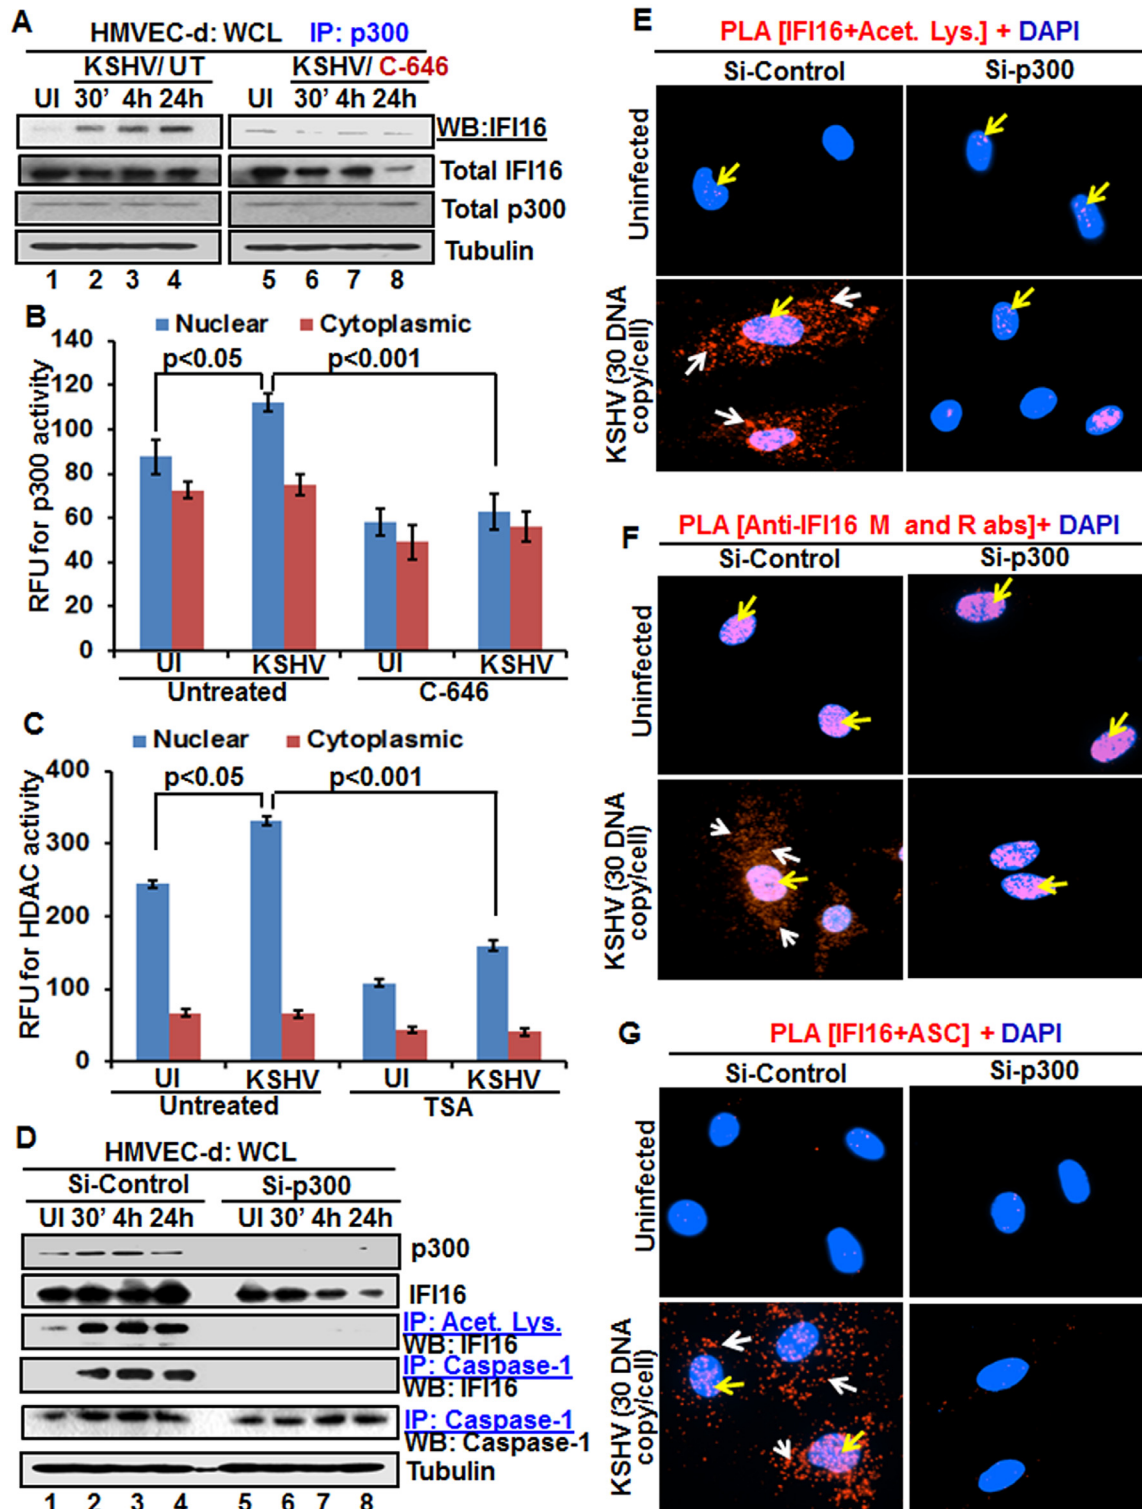 A
HMVEC-d: WCL IP: p300
KSHV/ UT KSHV/ C-646
UI 30' 4h 24h UI 30' 4h 24h
WB:IFI16
Total IFI16
Total p300
Tubulin
1 2 3 4 5 6 7 8
B
Nuclear Cytoplasmic
140
120
100
80
60
40
20
0
RFU for p300 activity
p<0.05 p<0.001
UI KSHV UI KSHV
Untreated C-646
C
Nuclear Cytoplasmic
400
300
200
100
0
RFU for HDAC activity
p<0.05 p<0.001
UI KSHV UI KSHV
Untreated TSA
D
HMVEC-d: WCL
Si-Control Si-p300
UI 30' 4h 24h UI 30' 4h 24h
p300
IFI16
IP: Acet. Lys.
WB: IFI16
IP: Caspase-1
WB: IFI16
IP: Caspase-1
WB: Caspase-1
Tubulin
1 2 3 4 5 6 7 8
E
PLA [IFI16+Acet. Lys.] + DAPI
Si-Control Si-p300
Uninfected
KSHV (30 DNA
copy/cell)
F
PLA [Anti-IFI16 M and R abs]+ DAPI
Si-Control Si-p300
Uninfected
KSHV (30 DNA
copy/cell)
G
PLA [IFI16+ASC] + DAPI
Si-Control Si-p300
Uninfected
KSHV (30 DNA
copy/cell)